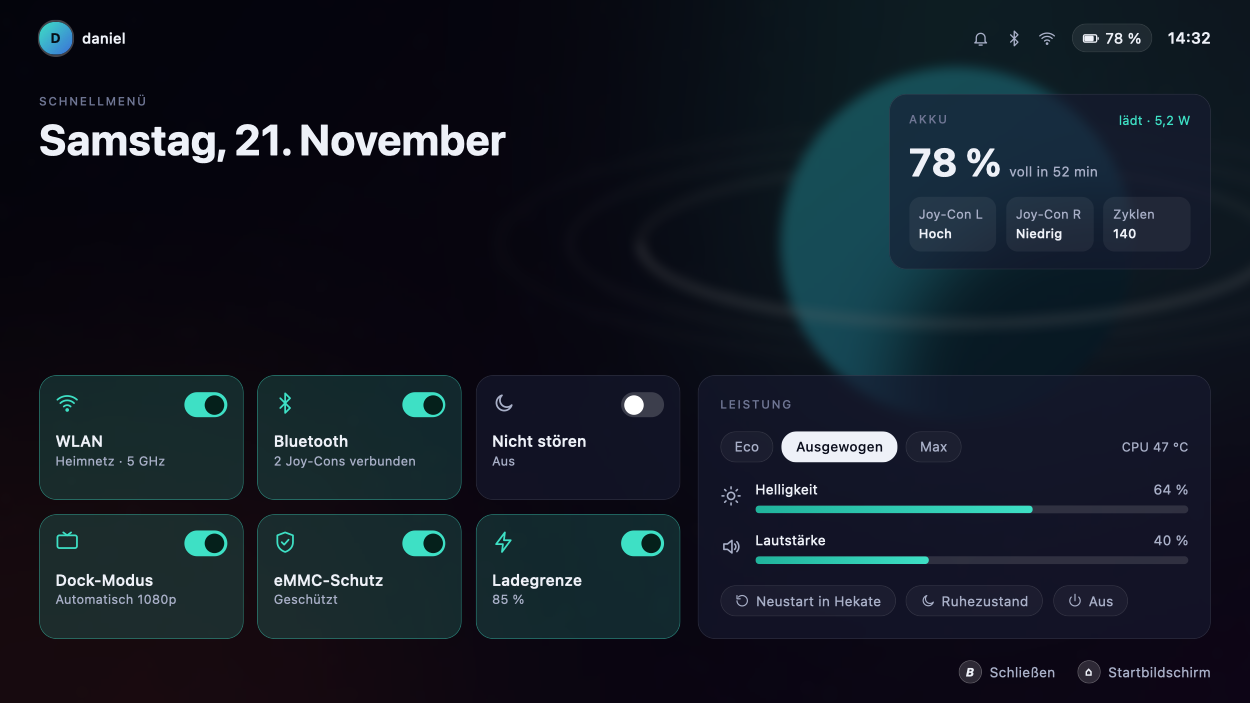 D daniel
78 % 14:32
SCHNELLMENÜ
Samstag, 21. November
AKKU lädt · 5,2 W
78 % voll in 52 min
Joy-Con L Joy-Con R Zyklen
Hoch Niedrig 140
WLAN
Heimnetz · 5 GHz
Bluetooth
2 Joy-Cons verbunden
Nicht stören
Aus
Dock-Modus
Automatisch 1080p
eMMC-Schutz
Geschützt
Ladegrenze
85 %
LEISTUNG
Eco Ausgewogen Max CPU 47 °C
Helligkeit 64 %
Lautstärke 40 %
Neustart in Hekate Ruhezustand Aus
B Schließen Startbildschirm